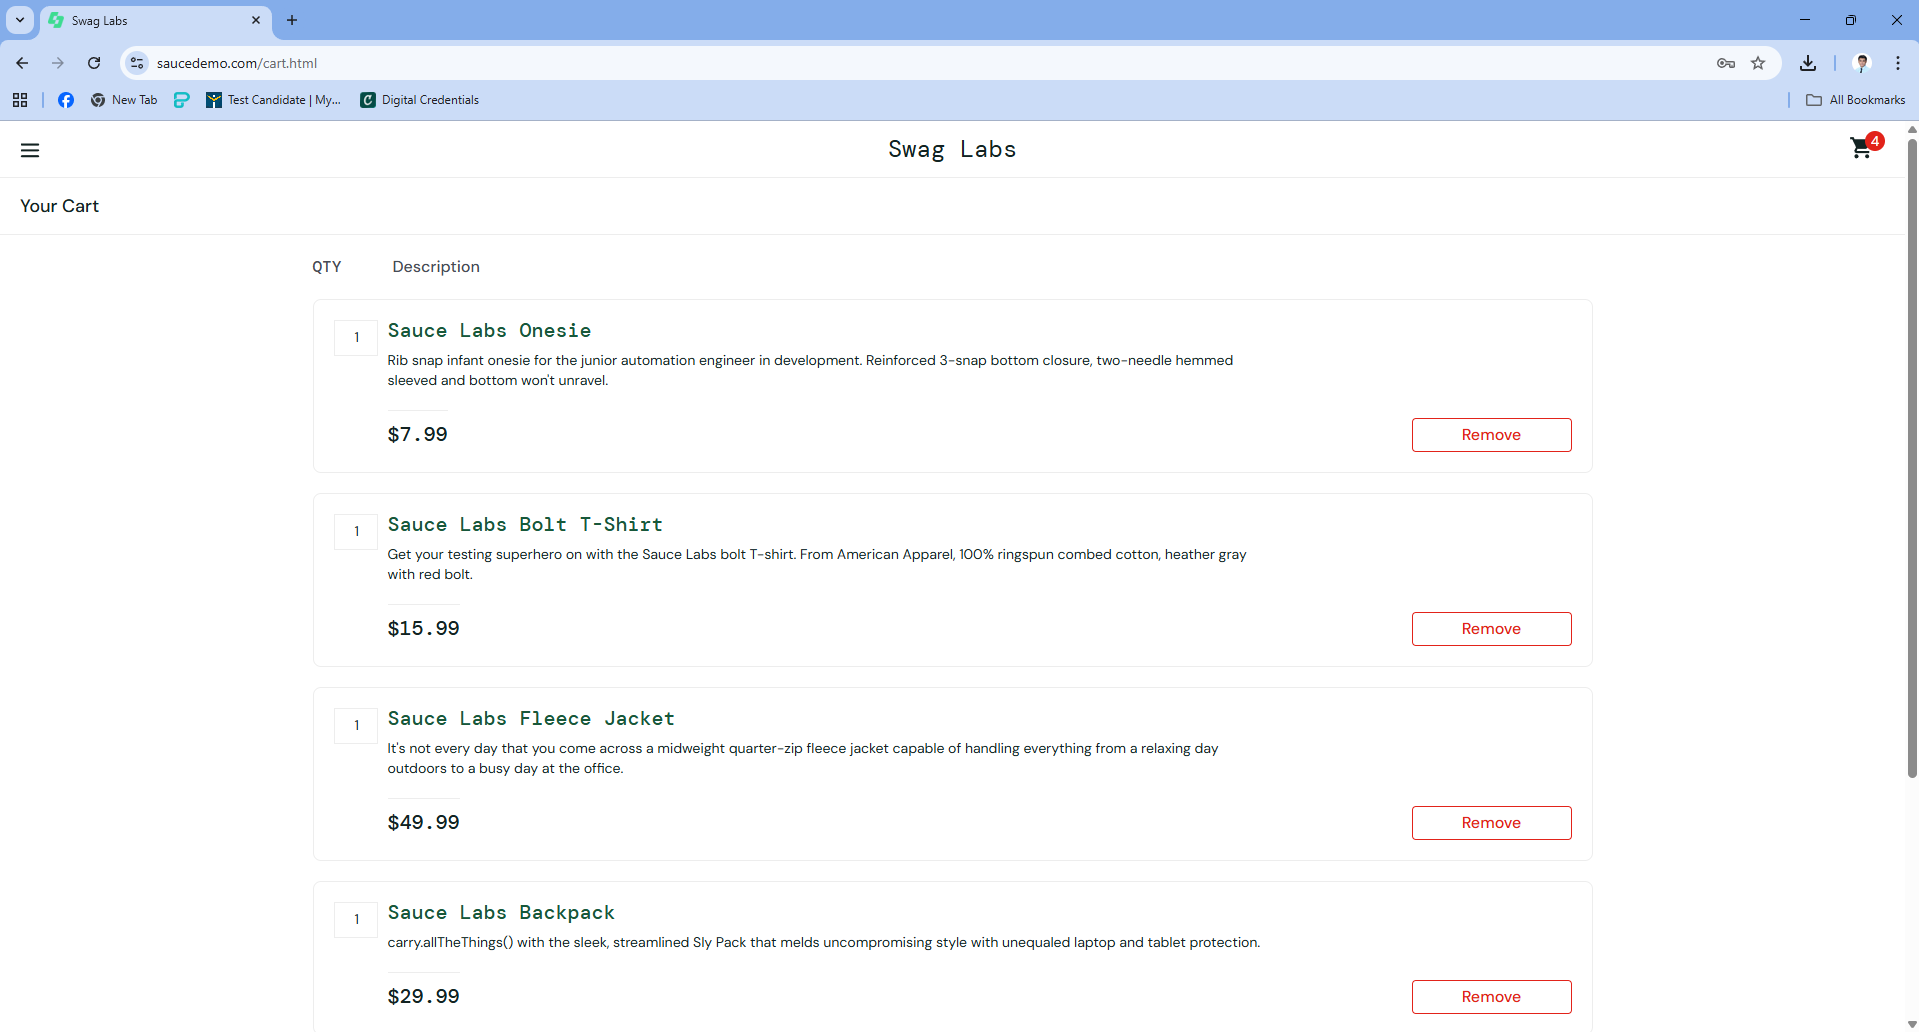 Swag Labs
saucedemo.com/cart.html
New Tab
Test Candidate | My...
Digital Credentials
All Bookmarks
Swag Labs
4
Your Cart
QTY Description
1 Sauce Labs Onesie
Rib snap infant onesie for the junior automation engineer in development. Reinforced 3-snap bottom closure, two-needle hemmed
sleeved and bottom won't unravel.
$7.99
Remove
1 Sauce Labs Bolt T-Shirt
Get your testing superhero on with the Sauce Labs bolt T-shirt. From American Apparel, 100% ringspun combed cotton, heather gray
with red bolt.
$15.99
Remove
1 Sauce Labs Fleece Jacket
It's not every day that you come across a midweight quarter-zip fleece jacket capable of handling everything from a relaxing day
outdoors to a busy day at the office.
$49.99
Remove
1 Sauce Labs Backpack
carry.allTheThings() with the sleek, streamlined Sly Pack that melds uncompromising style with unequaled laptop and tablet protection.
$29.99
Remove